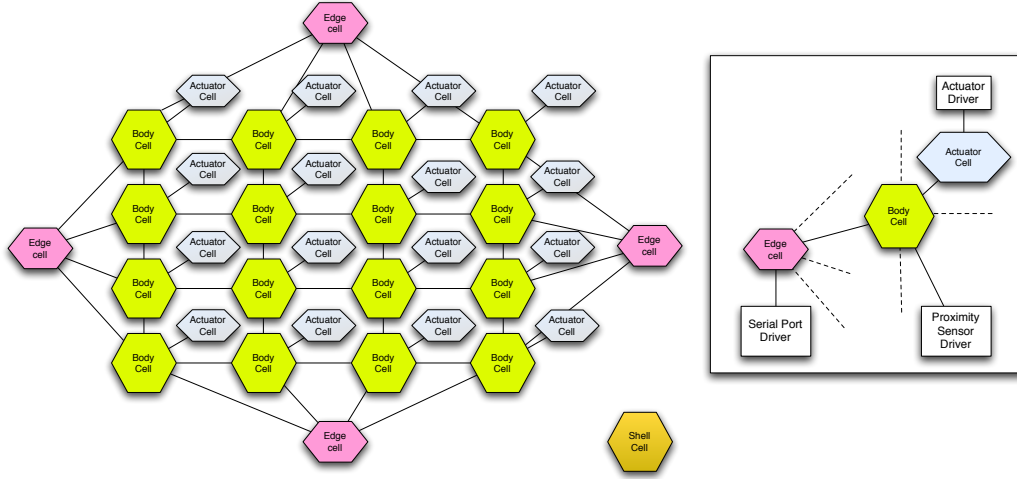 Edge
cell
Actuator
Cell
Actuator
Cell
Actuator
Cell
Actuator
Cell
Body
Cell
Body
Cell
Body
Cell
Body
Cell
Actuator
Cell
Actuator
Cell
Actuator
Cell
Actuator
Cell
Body
Cell
Body
Cell
Body
Cell
Body
Cell
Edge
cell
Actuator
Cell
Actuator
Cell
Actuator
Cell
Actuator
Cell
Edge
cell
Body
Cell
Body
Cell
Body
Cell
Body
Cell
Actuator
Cell
Actuator
Cell
Actuator
Cell
Actuator
Cell
Body
Cell
Body
Cell
Body
Cell
Body
Cell
Edge
cell
Shell
Cell
Actuator
Driver
Actuator
Cell
Body
Cell
Edge
cell
Serial Port
Driver
Proximity
Sensor
Driver